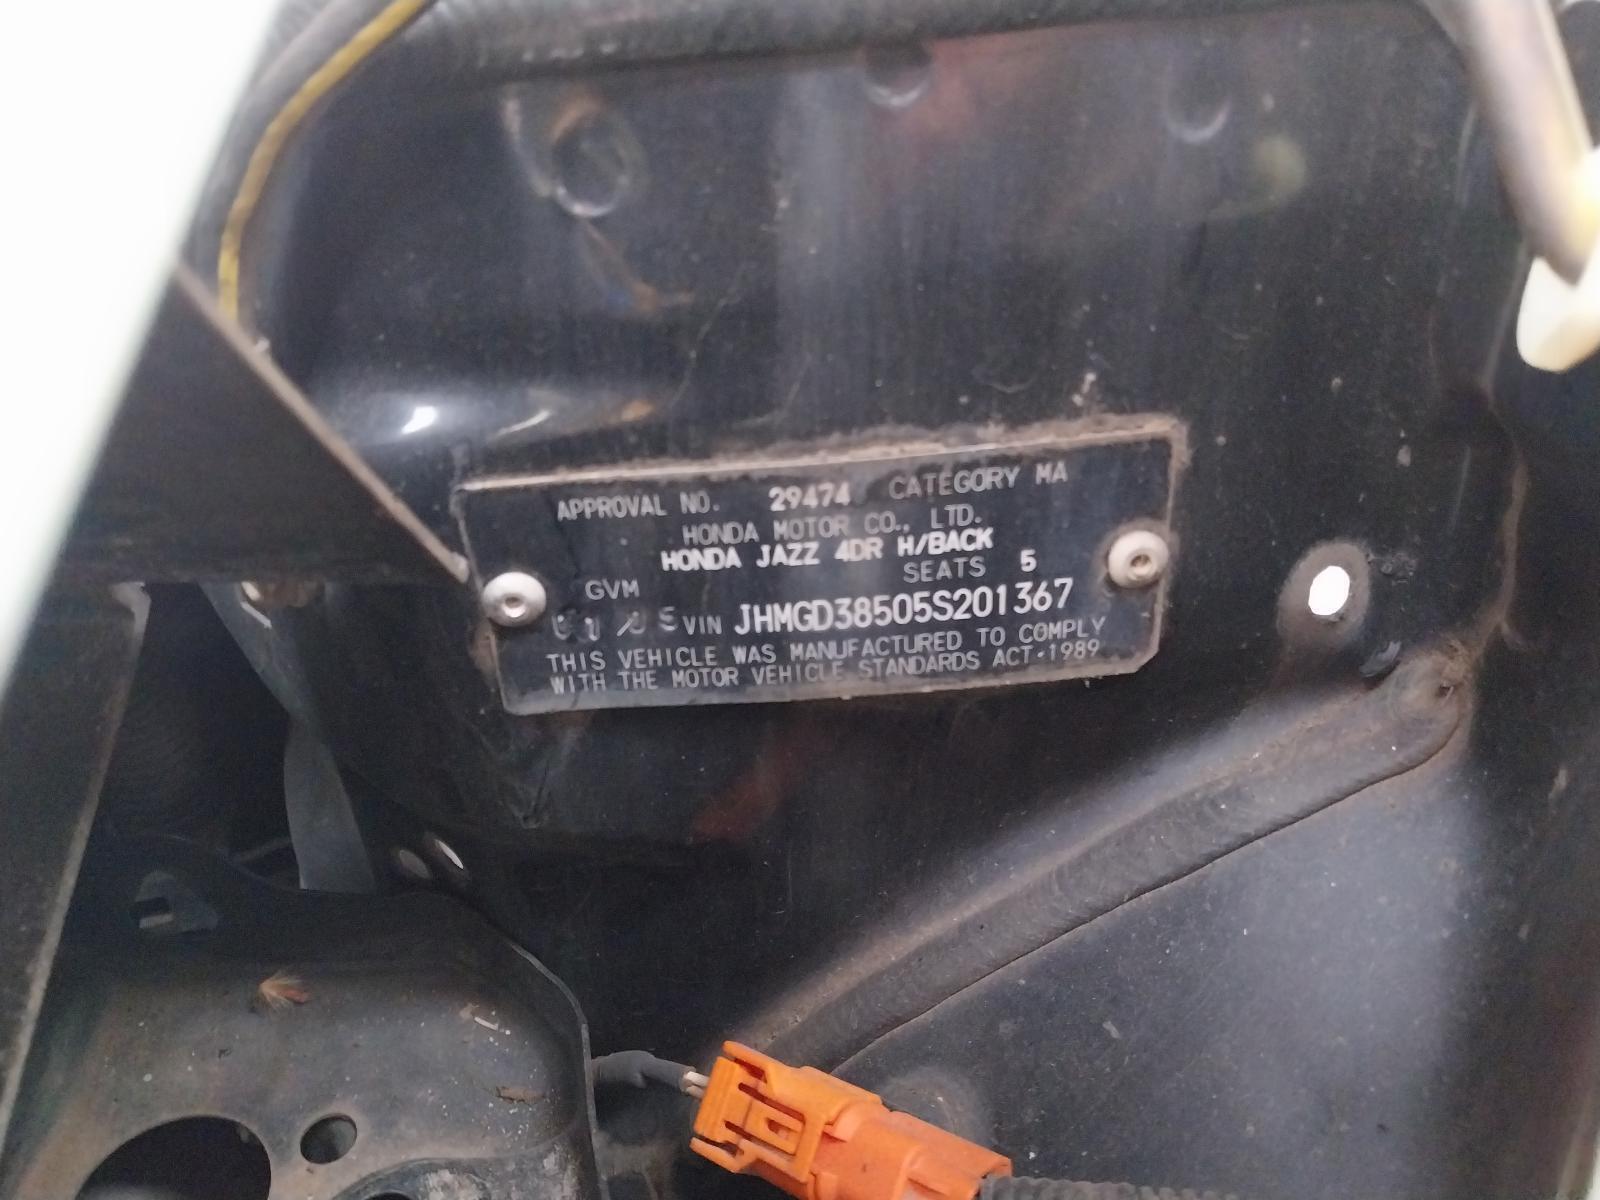 APPROVAL NO. 29474 CATEGORY MA
HONDA MOTOR CO., LTD.
HONDA JAZZ 4DR H/BACK
GVM SEATS 5
VIN JHMGD38505S201367
THIS VEHICLE WAS MANUFACTURED TO COMPLY
WITH THE MOTOR VEHICLE STANDARDS ACT·1989